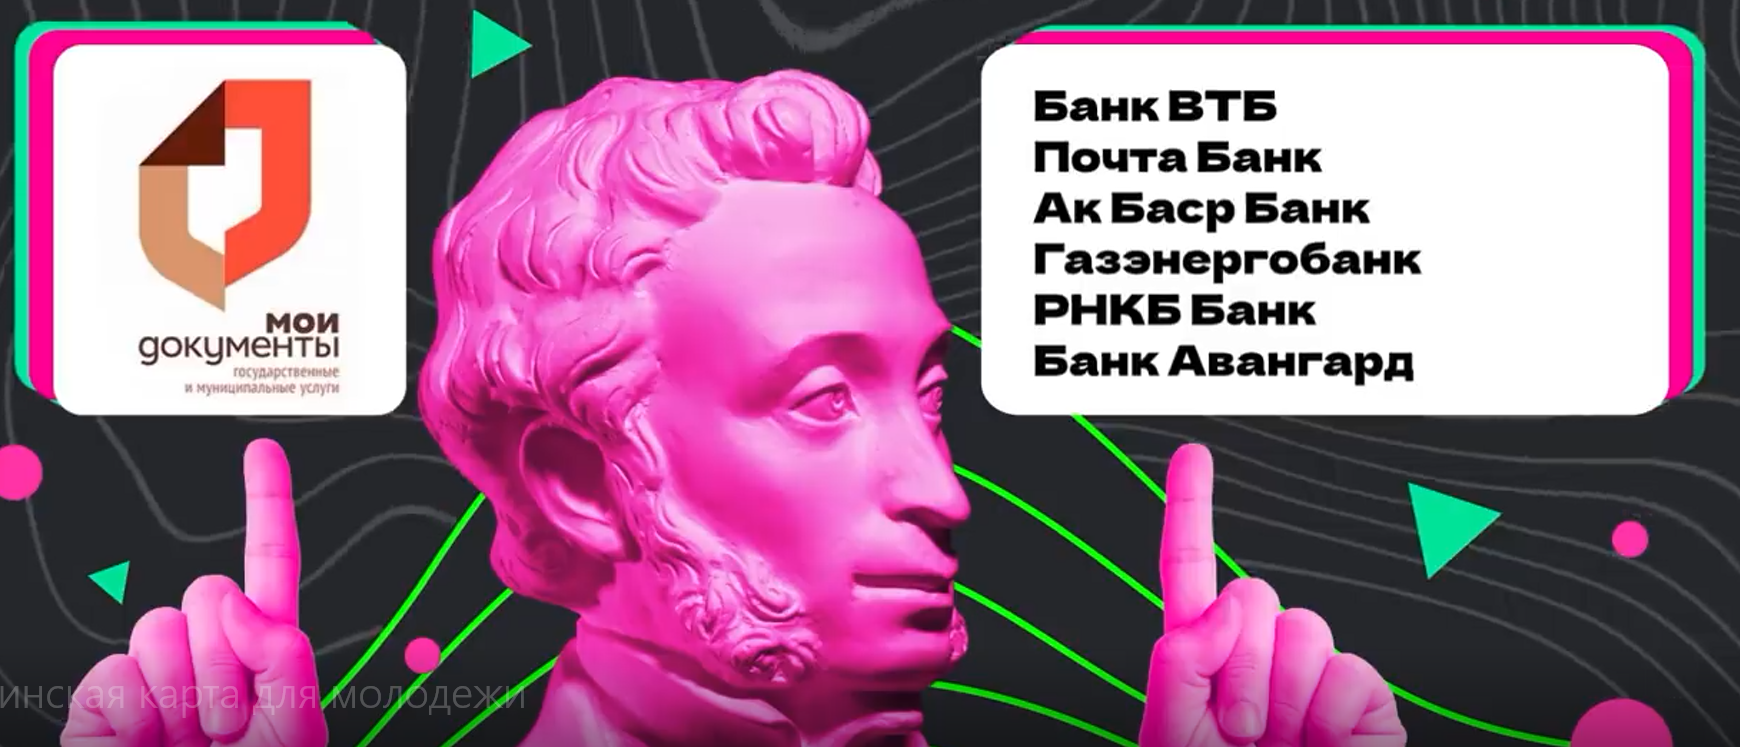 мои
документы
государственные
и муниципальные услуги
Банк ВТБ
Почта Банк
Ак Баср Банк
Газэнергобанк
РНКБ Банк
Банк Авангард
инская карта для молодежи